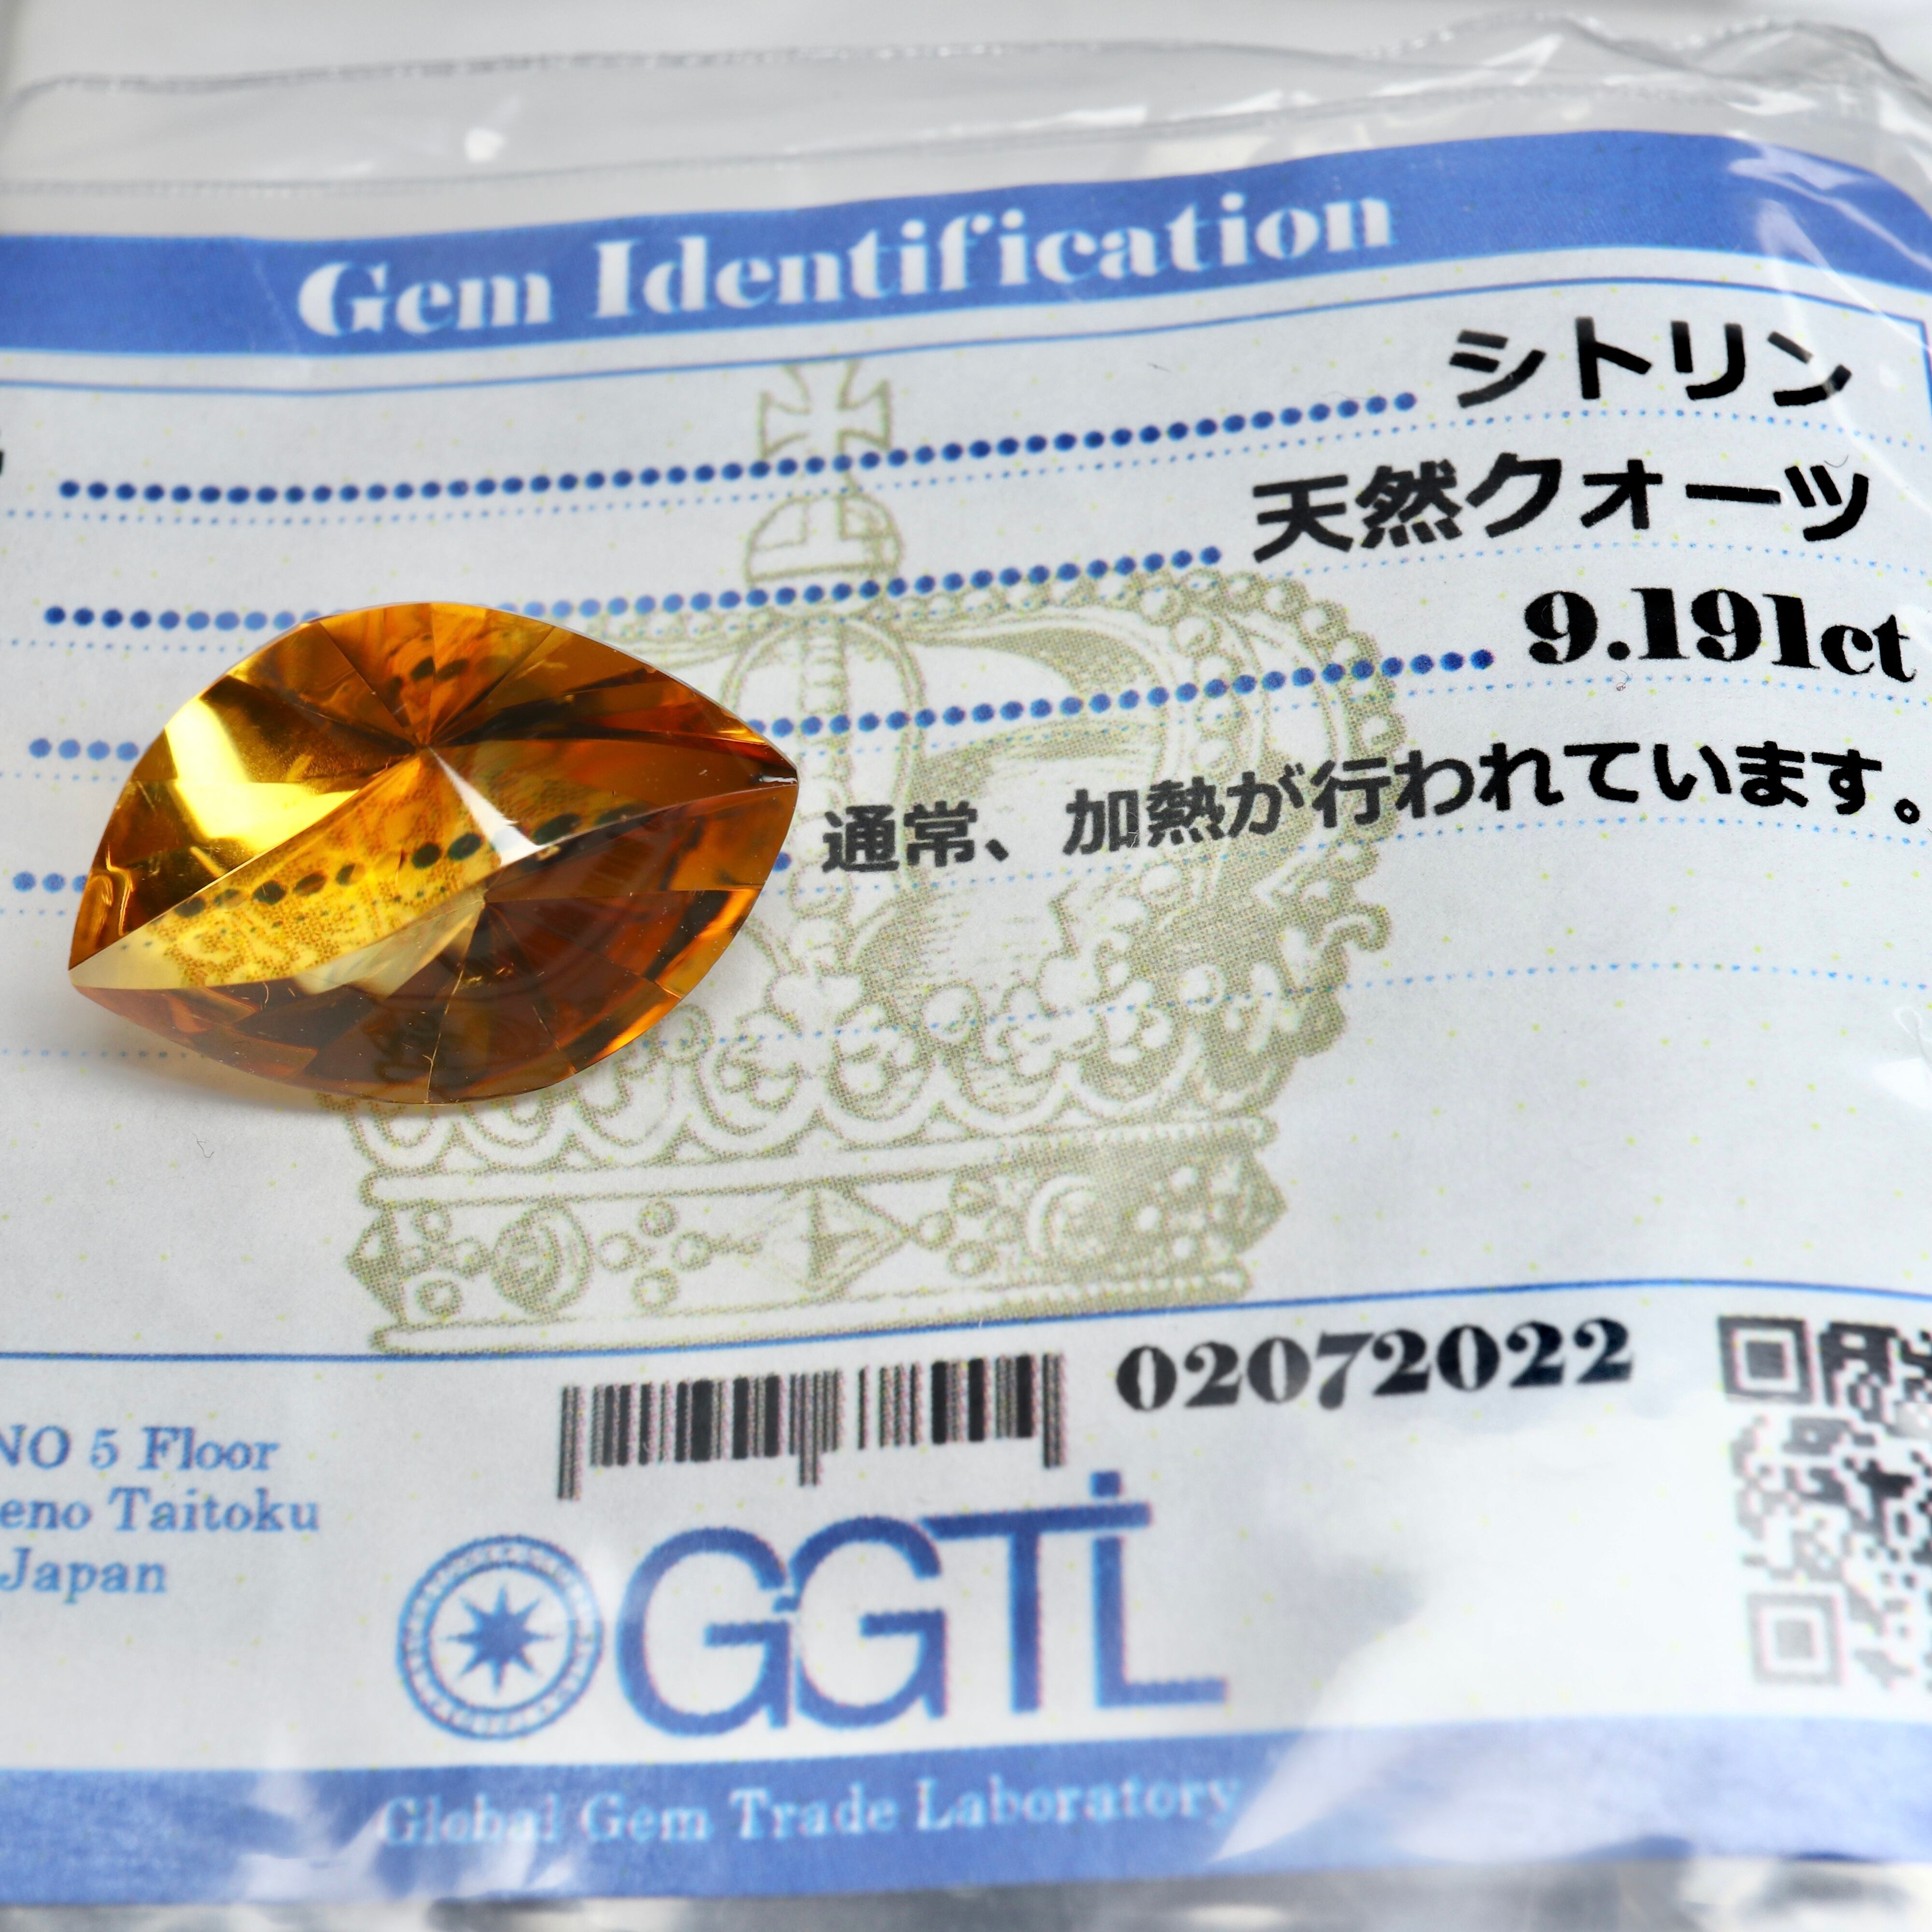 Gem Identification
シトリン
天然クォーツ
9.191ct
通常、加熱が行われています。
02072022
NO 5 Floor
eno Taitoku
Japan
GGTL
Global Gem Trade Laboratory